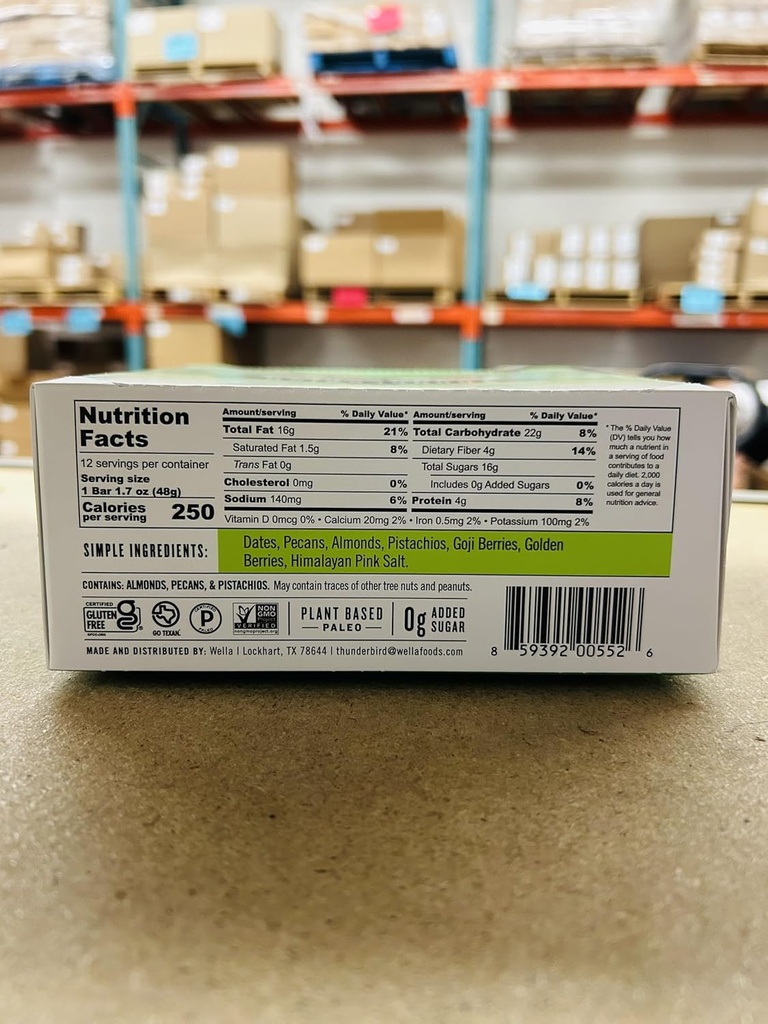 Nutrition
Facts
12 servings per container
Serving size
1 Bar 1.7 oz (48g)
Calories
per serving 250
Amount/serving % Daily Value*
Total Fat 16g 21%
Saturated Fat 1.5g 8%
Trans Fat 0g
Cholesterol 0mg 0%
Sodium 140mg 6%
Amount/serving % Daily Value*
Total Carbohydrate 22g 8%
Dietary Fiber 4g 14%
Total Sugars 16g
Includes 0g Added Sugars 0%
Protein 4g 8%
Vitamin D 0mcg 0% • Calcium 20mg 2% • Iron 0.5mg 2% • Potassium 100mg 2%
* The % Daily Value
(DV) tells you how
much a nutrient in
a serving of food
contributes to a
daily diet. 2,000
calories a day is
used for general
nutrition advice.
SIMPLE INGREDIENTS:
Dates, Pecans, Almonds, Pistachios, Goji Berries, Golden
Berries, Himalayan Pink Salt.
CONTAINS: ALMONDS, PECANS, & PISTACHIOS. May contain traces of other tree nuts and peanuts.
CERTIFIED
GLUTEN
FREE
GO TEXAN.
CERTIFIED
P
PALEO
NON
GMO
Project
VERIFIED
nongmoproject.org
PLANT BASED
PALEO
0g ADDED
SUGAR
MADE AND DISTRIBUTED BY: Wella | Lockhart, TX 78644 | thunderbird@wellafoods.com
8 59392 00552 6